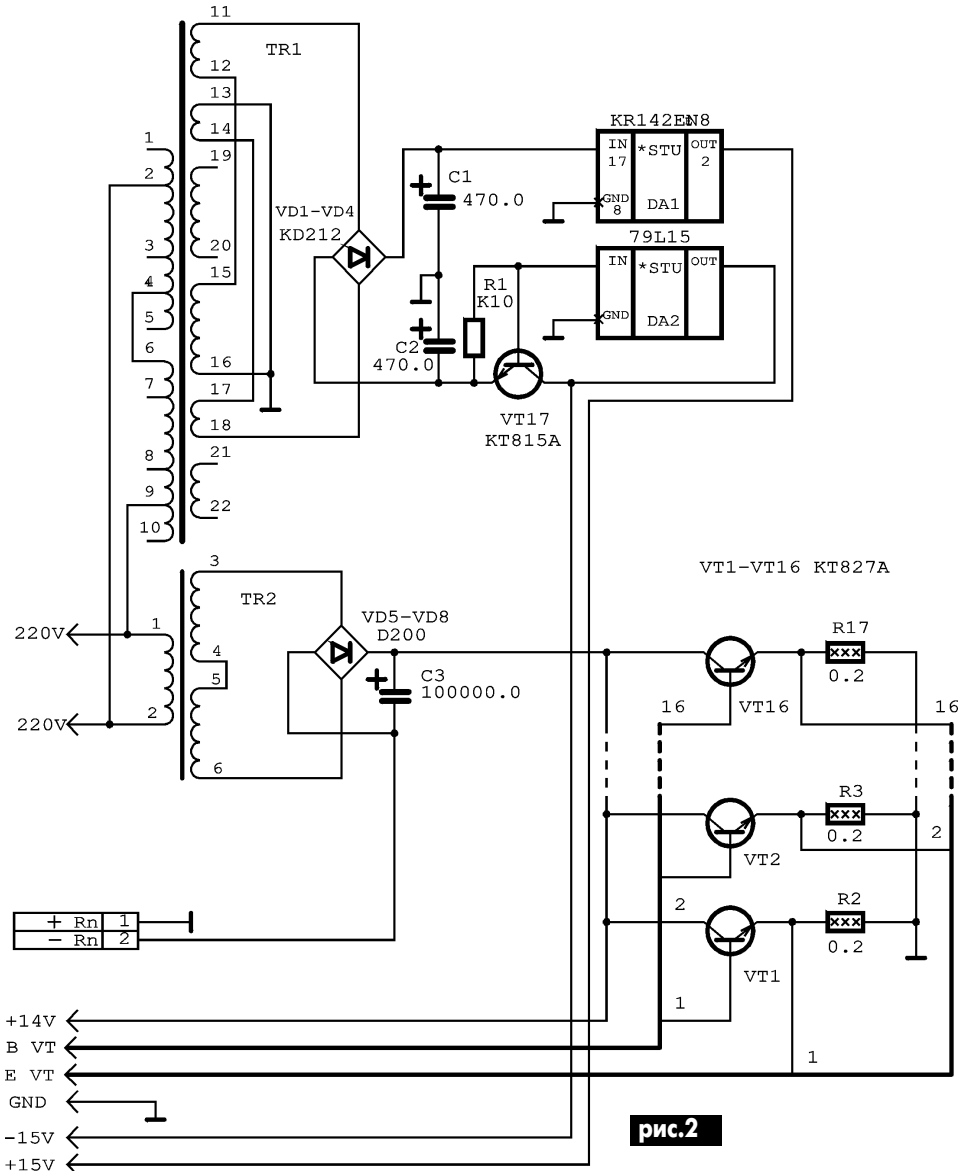 11
TR1
12
13
14
1
2
19
3
20
4
15
5
6
16
7
17
18
8
21
9
22
10
VD1-VD4
KD212
C1
470.0
C2
470.0
R1
K10
VT17
KT815A
KR142EN8
IN
17
*STU
OUT
2
GND
8
DA1
79L15
IN
*STU
OUT
GND
DA2
3
TR2
220V
1
4
5
220V
2
6
VD5-VD8
D200
C3
100000.0
VT1-VT16 KT827A
R17
0.2
16
VT16
16
R3
0.2
2
VT2
2
R2
0.2
VT1
1
1
+ Rn 1
- Rn 2
+14V
B VT
E VT
GND
-15V
+15V
рис.2